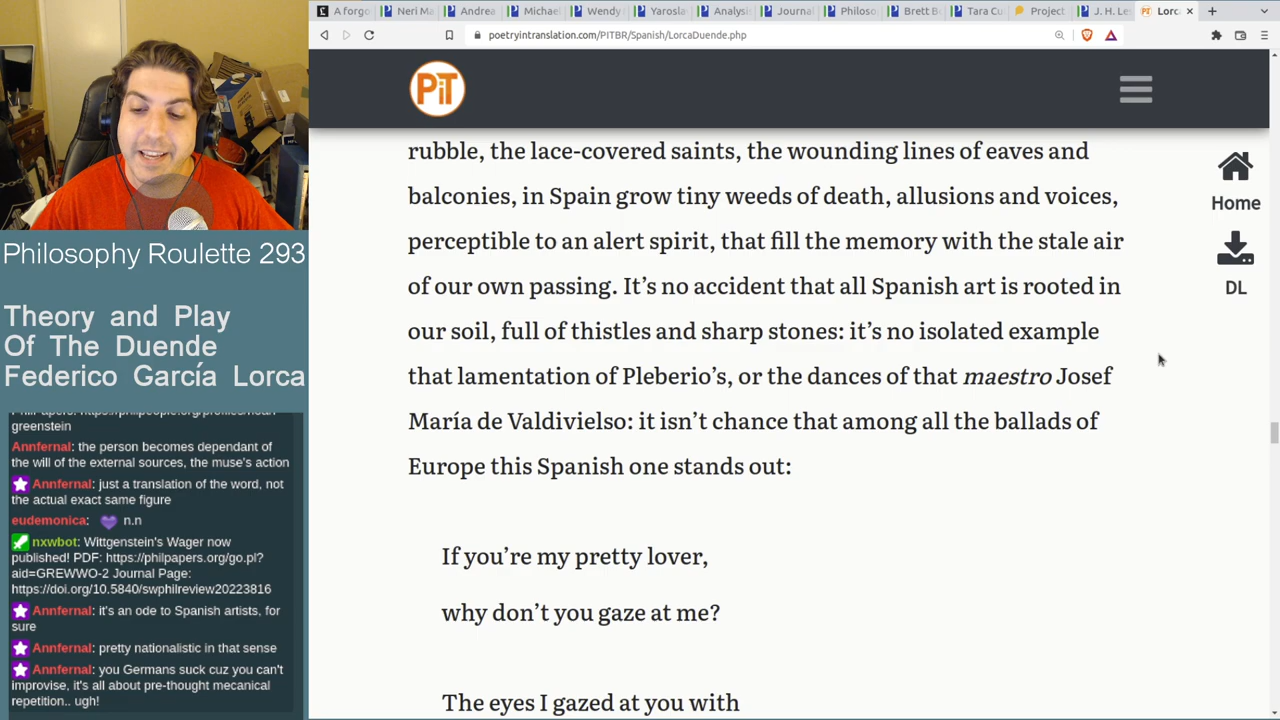 A forgo
Neri Ma
Andrea
Michael
Wendy
Yarosla
Analysi
Journal
Philoso
Brett B
Tara Cu
Project
J. H. Le
Lorc
poetryintranslation.com/PITBR/Spanish/LorcaDuende.php
PiT
rubble, the lace-covered saints, the wounding lines of eaves and
balconies, in Spain grow tiny weeds of death, allusions and voices,
perceptible to an alert spirit, that fill the memory with the stale air
of our own passing. It’s no accident that all Spanish art is rooted in
our soil, full of thistles and sharp stones: it’s no isolated example
that lamentation of Pleberio’s, or the dances of that maestro Josef
María de Valdivielso: it isn’t chance that among all the ballads of
Europe this Spanish one stands out:
If you’re my pretty lover,
why don’t you gaze at me?
The eyes I gazed at you with
Home
DL
Philosophy Roulette 293
Theory and Play
Of The Duende
Federico García Lorca
greenstein
Annfernal: the person becomes dependant of
the will of the external sources, the muse's action
Annfernal: just a translation of the word, not
the actual exact same figure
eudemonica: n.n
nxwbot: Wittgenstein's Wager now
published! PDF: https://philpapers.org/go.pl?
aid=GREWWO-2 Journal Page:
https://doi.org/10.5840/swphilreview20223816
Annfernal: it's an ode to Spanish artists, for
sure
Annfernal: pretty nationalistic in that sense
Annfernal: you Germans suck cuz you can't
improvise, it's all about pre-thought mecanical
repetition.. ugh!